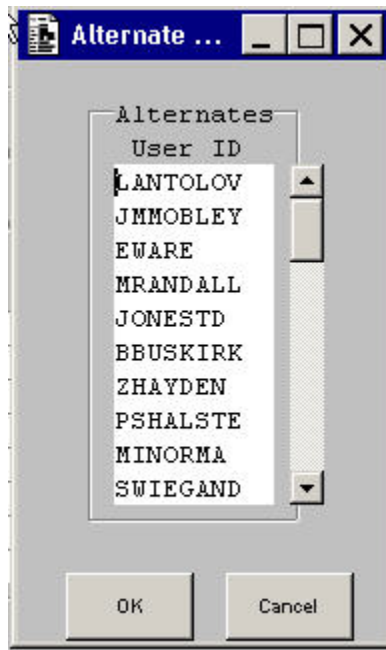 Alternate ...
Alternates
User ID
LANTOLOV
JMMOBLEY
EWARE
MRANDALL
JONESTD
BBUSKIRK
ZHAYDEN
PSHALSTE
MINORMA
SWIEGAND
OK Cancel